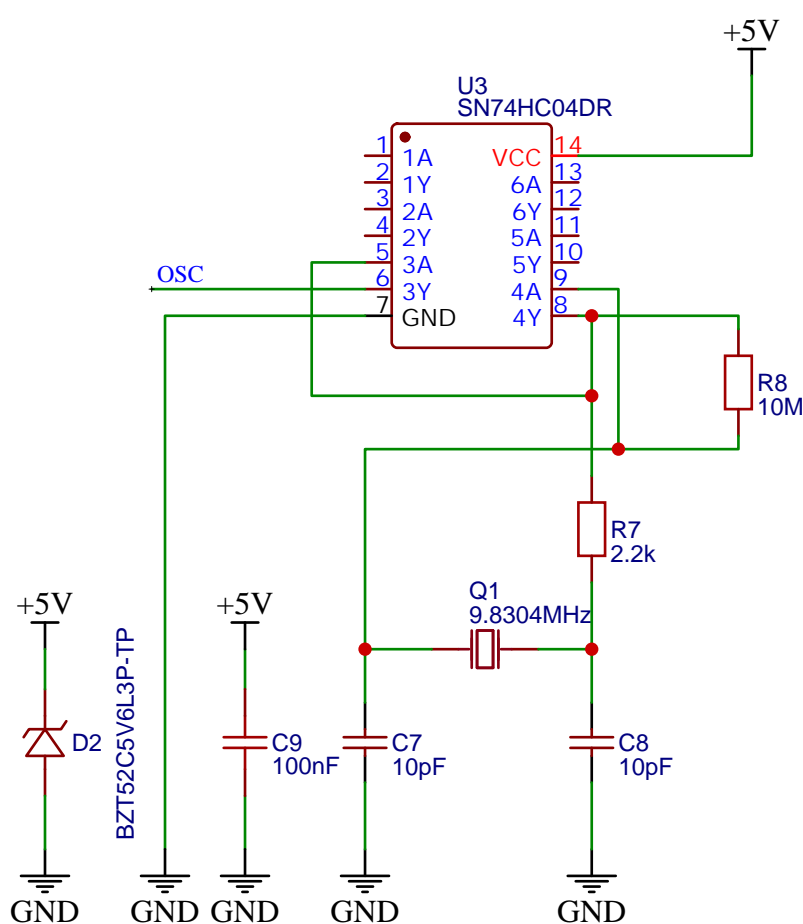 +5V
U3
SN74HC04DR
1 1A VCC 14
2 1Y 6A 13
3 2A 6Y 12
4 2Y 5A 11
5 3A 5Y 10
OSC 6 3Y 4A 9
7 GND 4Y 8
R8
10M
R7
2.2k
Q1
9.8304MHz
+5V
+5V
BZT52C5V6L3P-TP
D2
C9
100nF
C7
10pF
C8
10pF
GND GND GND GND GND